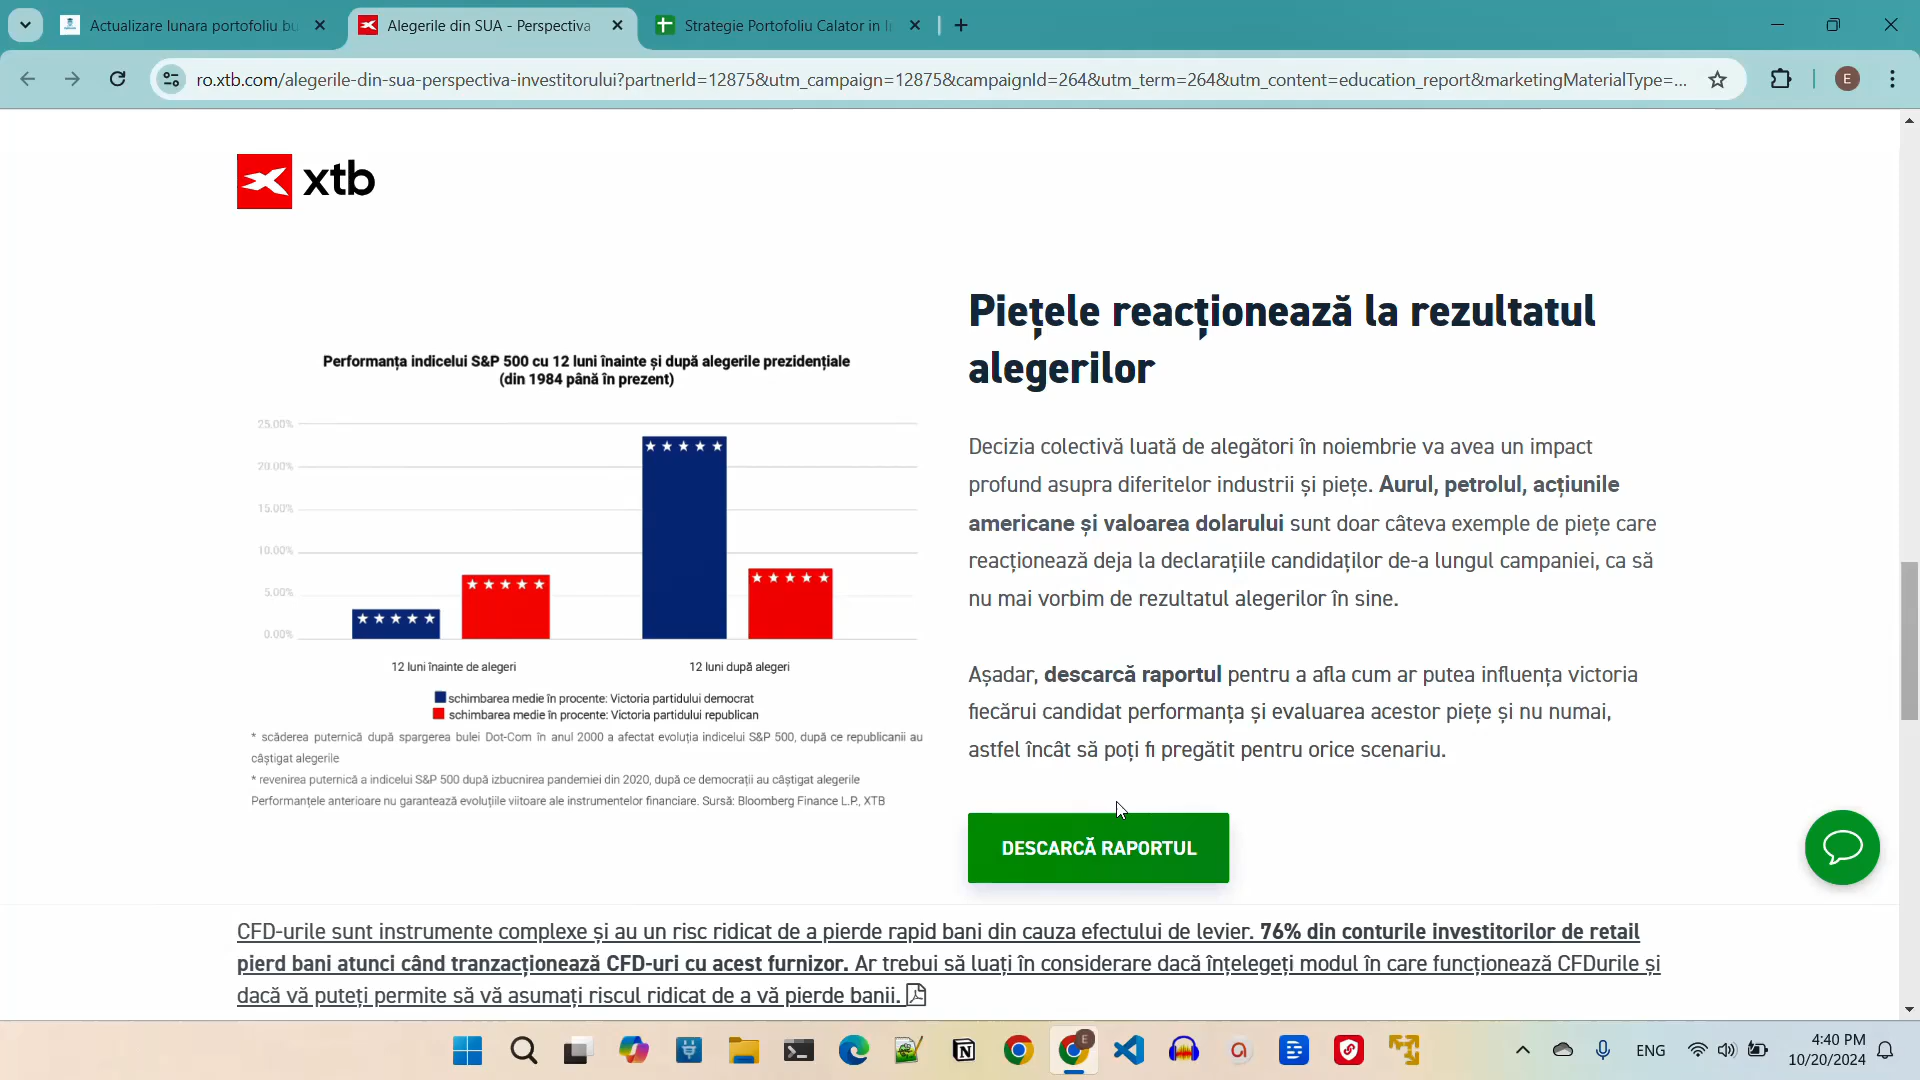 Actualizare lunara portofoliu bu
Alegerile din SUA - Perspectiva
Strategie Portofoliu Calator in I
ro.xtb.com/alegerile-din-sua-perspectiva-investitorului?partnerId=12875&utm_campaign=12875&campaignId=264&utm_term=264&utm_content=education_report&marketingMaterialType=...
E
xtb
Piețele reacționează la rezultatul
alegerilor
Performanța indicelui S&P 500 cu 12 luni înainte și după alegerile prezidențiale
(din 1984 până în prezent)
25.00%
20.00%
15.00%
10.00%
5.00%
0.00%
12 luni înainte de alegeri
12 luni după alegeri
schimbarea medie în procente: Victoria partidului democrat
schimbarea medie în procente: Victoria partidului republican
* scăderea puternică după spargerea bulei Dot-Com în anul 2000 a afectat evoluția indicelui S&P 500, după ce republicanii au
câștigat alegerile
* revenirea puternică a indicelui S&P 500 după izbucnirea pandemiei din 2020, după ce democrații au câștigat alegerile
Performanțele anterioare nu garantează evoluțiile viitoare ale instrumentelor financiare. Sursă: Bloomberg Finance L.P., XTB
Decizia colectivă luată de alegători în noiembrie va avea un impact
profund asupra diferitelor industrii și piețe. Aurul, petrolul, acțiunile
americane și valoarea dolarului sunt doar câteva exemple de piețe care
reacționează deja la declarațiile candidaților de-a lungul campaniei, ca să
nu mai vorbim de rezultatul alegerilor în sine.
Așadar, descarcă raportul pentru a afla cum ar putea influența victoria
fiecărui candidat performanța și evaluarea acestor piețe și nu numai,
astfel încât să poți fi pregătit pentru orice scenariu.
DESCARCĂ RAPORTUL
CFD-urile sunt instrumente complexe și au un risc ridicat de a pierde rapid bani din cauza efectului de levier. 76% din conturile investitorilor de retail
pierd bani atunci când tranzacționează CFD-uri cu acest furnizor. Ar trebui să luați în considerare dacă înțelegeți modul în care funcționează CFDurile și
dacă vă puteți permite să vă asumați riscul ridicat de a vă pierde banii.
ENG
4:40 PM
10/20/2024